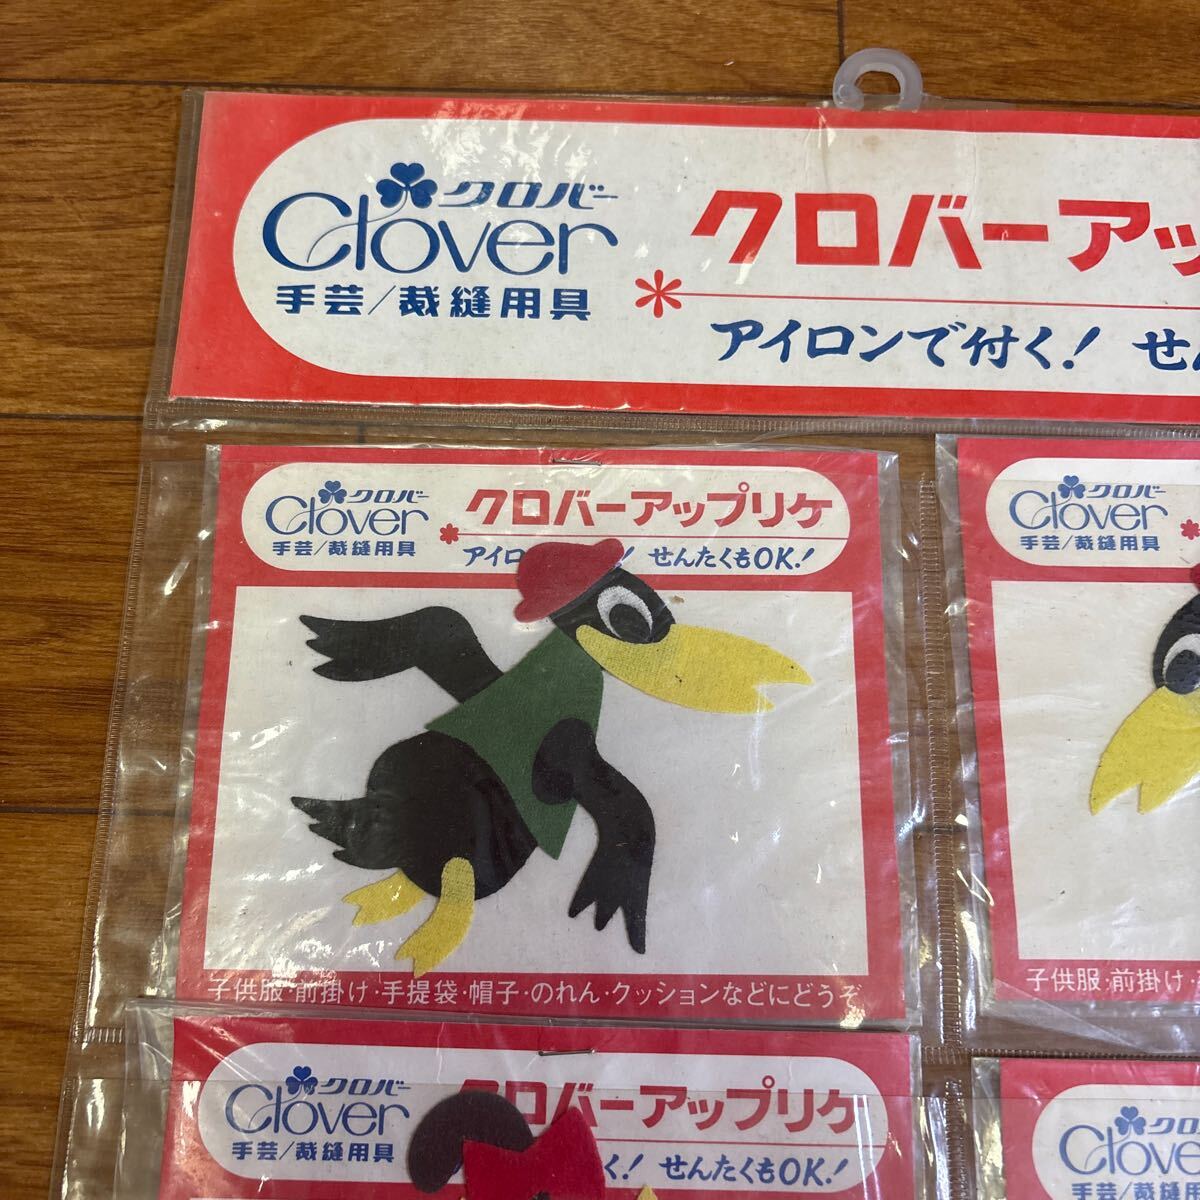 クロバー
Clover
手芸/裁縫用具
クロバーアッ
アイロンで付く! せ
クロバー
Clover
手芸/裁縫用具
クロバーアップリケ
アイロ ! せんたくもOK!
子供服・前掛け・手提袋・帽子・のれん・クッションなどにどうぞ
クロバー
Clover
手芸/裁縫用具
子供服・前掛け・
クロバー
Clover
手芸/裁縫用具
クロバーアップリケ
く! せんたくもOK!
クロバー
Clover
手芸/裁縫用具